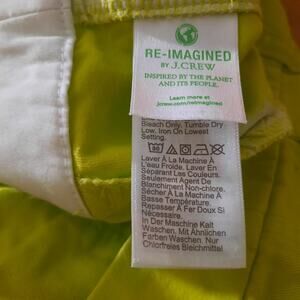 RE-IMAGINED
BY J.CREW
INSPIRED BY THE PLANET
AND ITS PEOPLE.
Learn more at
jcrew.com/reimagined
Bleach Only. Tumble Dry
Low. Iron On Lowest
Setting.
30
Laver À La Machine À
L'eau Froide. Laver En
Séparant Les Couleurs.
Seulement Agent De
Blanchiment Non-chlore.
Sécher À La Machine À
Basse Température.
Repasser À Fer Doux Si
Nécessaire.
In Der Maschine Kalt
Waschen. Mit Ähnlichen
Farben Waschen. Nur
Chlorfreies Bleichmittel